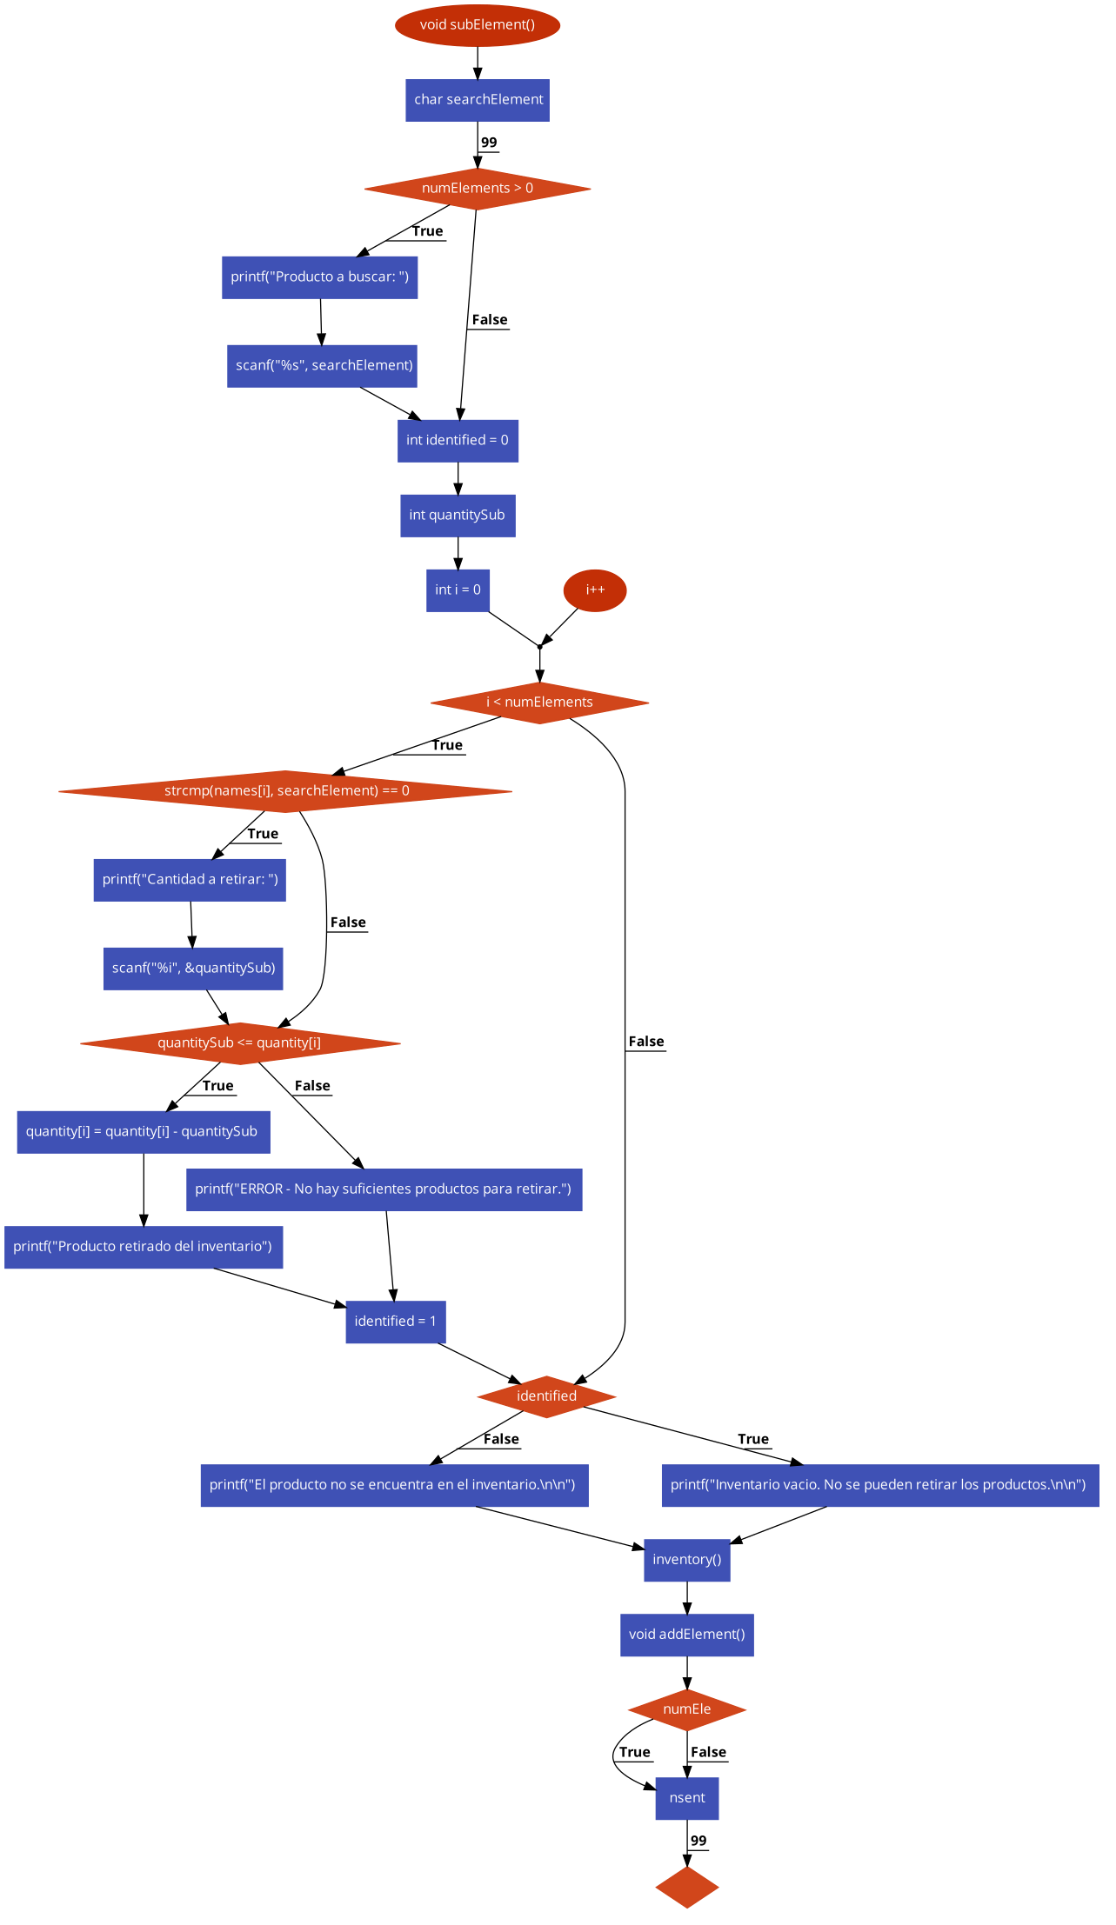 void subElement()
char searchElement
99
numElements > 0
True
printf("Producto a buscar: ")
False
scanf("%s", searchElement)
int identified = 0
int quantitySub
int i = 0
i++
i < numElements
True
strcmp(names[i], searchElement) == 0
True
printf("Cantidad a retirar: ")
False
scanf("%i", &quantitySub)
quantitySub <= quantity[i]
False
True
False
quantity[i] = quantity[i] - quantitySub
printf("ERROR - No hay suficientes productos para retirar.")
printf("Producto retirado del inventario")
identified = 1
identified
False
True
printf("El producto no se encuentra en el inventario.\n\n")
printf("Inventario vacio. No se pueden retirar los productos.\n\n")
inventory()
void addElement()
numEle
True
False
nsent
99